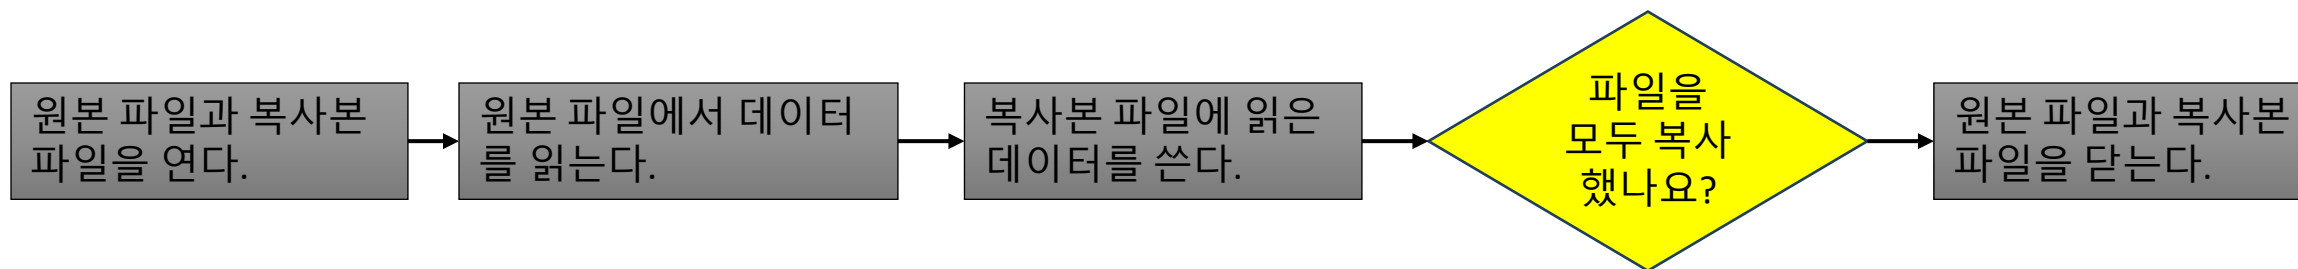 원본 파일과 복사본
파일을 연다.
원본 파일에서 데이터
를 읽는다.
복사본 파일에 읽은
데이터를 쓴다.
파일을
모두 복사
했나요?
원본 파일과 복사본
파일을 닫는다.